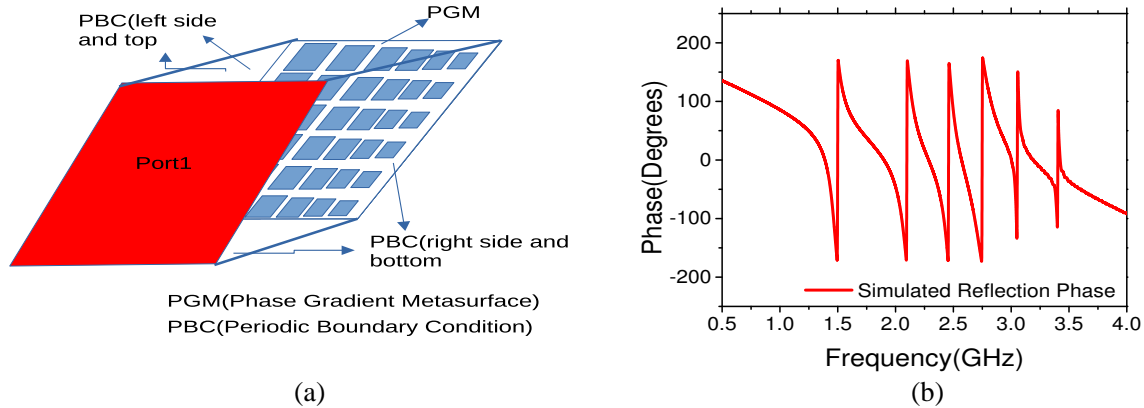 PGM
PBC(left side
and top
Port1
PBC(right side and
bottom
PGM(Phase Gradient Metasurface)
PBC(Periodic Boundary Condition)
(a)
200
100
0
-100
-200
Phase(Degrees)
Simulated Reflection Phase
0.5 1.0 1.5 2.0 2.5 3.0 3.5 4.0
Frequency(GHz)
(b)